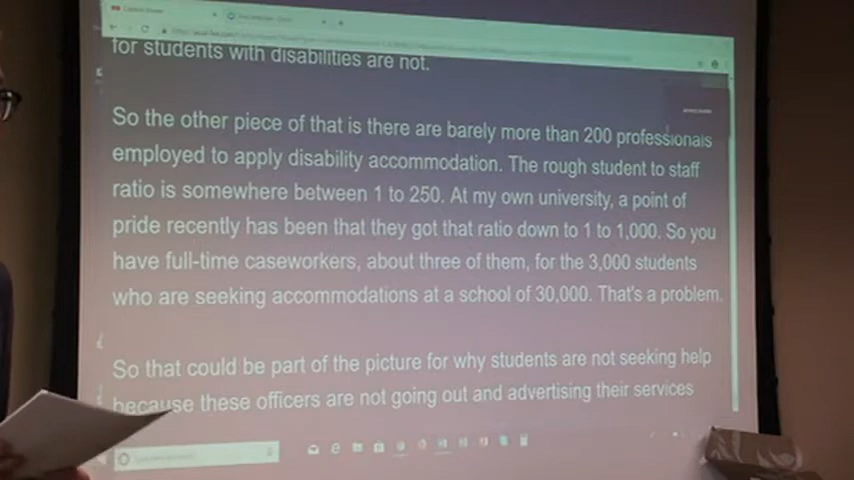 for students with disabilities are not.
So the other piece of that is there are barely more than 200 professionals
employed to apply disability accommodation. The rough student to staff
ratio is somewhere between 1 to 250. At my own university, a point of
pride recently has been that they got that ratio down to 1 to 1,000. So you
have full-time caseworkers, about three of them, for the 3,000 students
who are seeking accommodations at a school of 30,000. That's a problem.
So that could be part of the picture for why students are not seeking help
because these officers are not going out and advertising their services